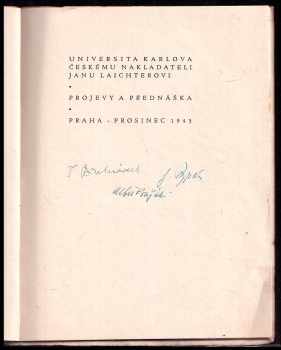 UNIVERSITA KARLOVA
ČESKÉMU NAKLADATELI
JANU LAICHTEROVI
•
PROJEVY A PŘEDNÁŠKA
•
PRAHA - PROSINEC 1945
Albert Pražák